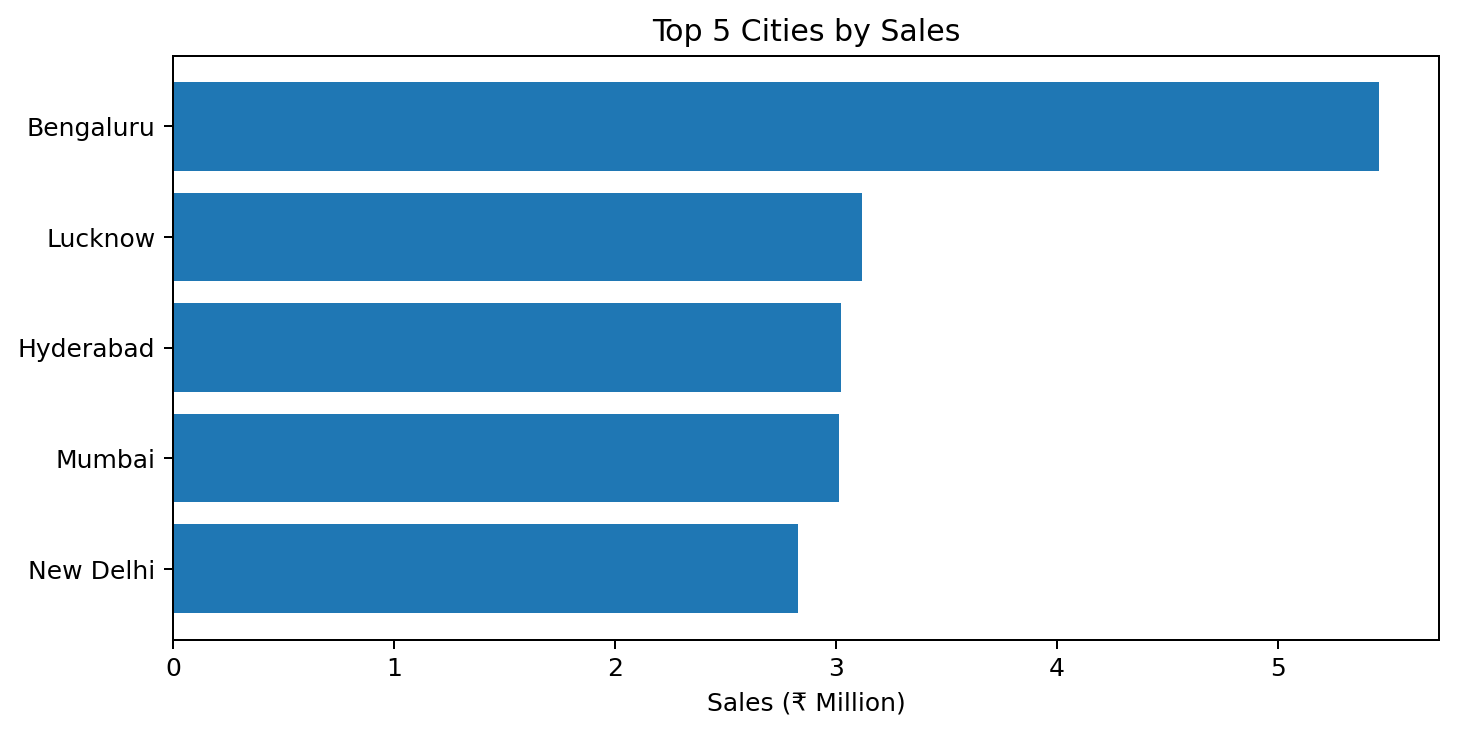 Top 5 Cities by Sales
Bengaluru
Lucknow
Hyderabad
Mumbai
New Delhi
0 1 2 3 4 5
Sales (₹ Million)